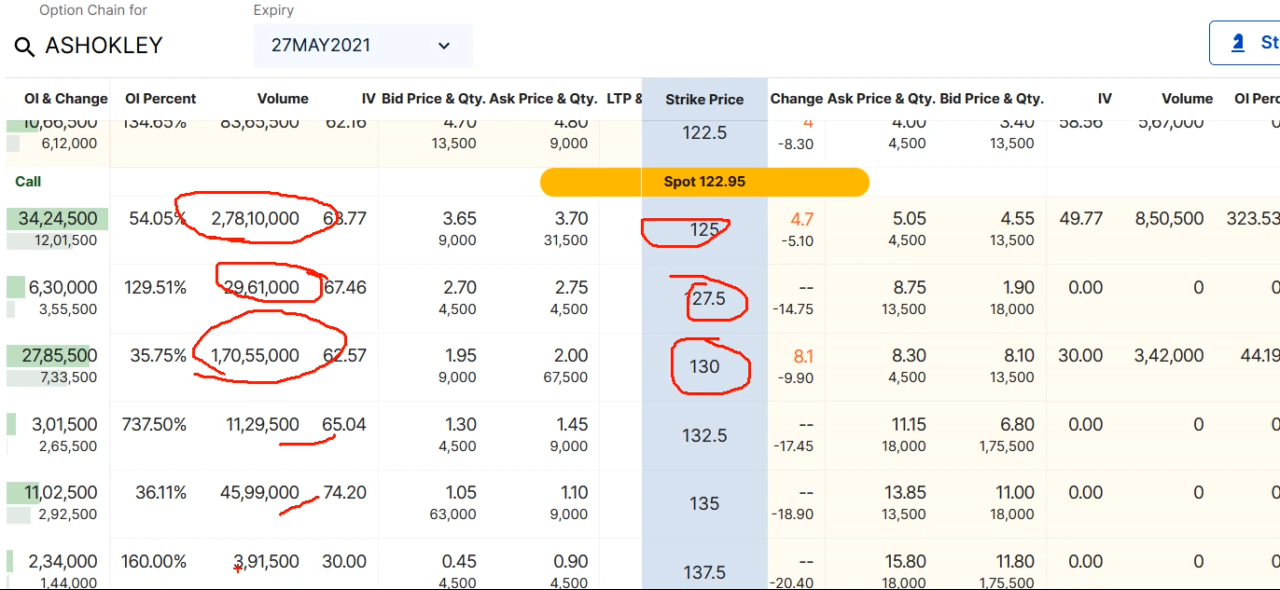 Option Chain for Expiry
ASHOKLEY 27MAY2021 St
OI & Change OI Percent Volume IV Bid Price & Qty. Ask Price & Qty. LTP & Strike Price Change Ask Price & Qty. Bid Price & Qty. IV Volume OI Perc
10,66,500 134.65% 83,65,500 62.16 4.70 4.80 122.5 4 4.00 3.40 58.56 5,67,000
6,12,000 13,500 9,000 -8.30 4,500 13,500
Call Spot 122.95
34,24,500 54.05% 2,78,10,000 63.77 3.65 3.70 125 4.7 5.05 4.55 49.77 8,50,500 323.53
12,01,500 9,000 31,500 -5.10 4,500 13,500
6,30,000 129.51% 29,61,000 67.46 2.70 2.75 127.5 -- 8.75 1.90 0.00 0 0
3,55,500 4,500 4,500 -14.75 13,500 18,000
27,85,500 35.75% 1,70,55,000 62.57 1.95 2.00 130 8.1 8.30 8.10 30.00 3,42,000 44.19
7,33,500 9,000 67,500 -9.90 4,500 13,500
3,01,500 737.50% 11,29,500 65.04 1.30 1.45 132.5 -- 11.15 6.80 0.00 0 0
2,65,500 4,500 9,000 -17.45 18,000 1,75,500
11,02,500 36.11% 45,99,000 74.20 1.05 1.10 135 -- 13.85 11.00 0.00 0 0
2,92,500 63,000 9,000 -18.90 13,500 18,000
2,34,000 160.00% 3,91,500 30.00 0.45 0.90 137.5 -- 15.80 11.80 0.00 0 0
1,44,000 4,500 4,500 -20.40 18,000 1,75,500